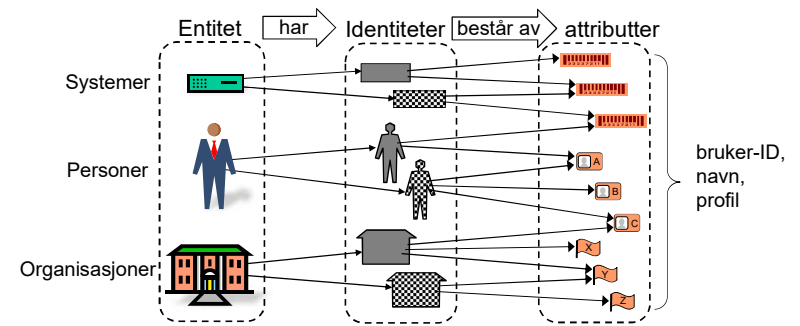 Entitet
har
Identiteter
består av
attributter
Systemer
Personer
Organisasjoner
A
B
C
X
Y
Z
bruker-ID,
navn,
profil